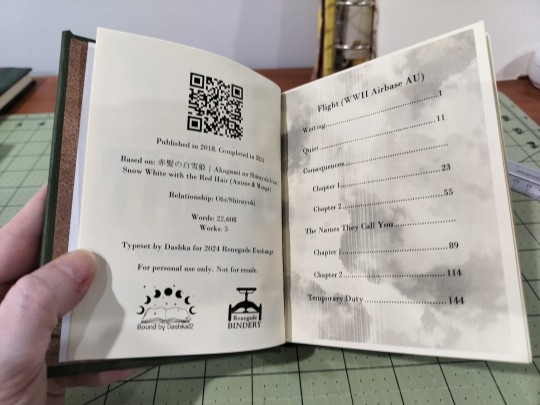 Published in 2018. Completed in 2021
Based on: 赤髪の白雪姫 | Akagami no Shirayukihime
Snow White with the Red Hair (Anime & Manga)
Relationship: Obi/Shirayuki
Words: 22,608
Works: 5
Typeset by Dashka for 2024 Renegade Exchange
For personal use only. Not for resale.
Bound by Dashka02
Renegade
BINDERY
Flight (WWII Airbase AU)
Waiting 1
Quiet 11
Consequences
Chapter 1 23
Chapter 2 55
The Names They Call You
Chapter 1 89
Chapter 2 114
Temporary Duty 144